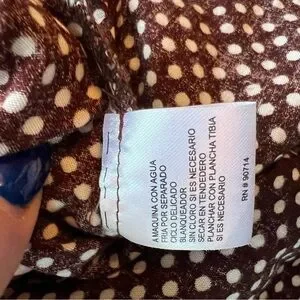 A MAQUINA CON AGUA
FRIA POR SEPARADO
CICLO DELICADO
BLANQUEADOR
SIN CLORO SI ES NECESARIO
SECAR EN TENDEDERO
PLANCHAR CON PLANCHA TIBIA
SI ES NECESARIO
RN # 90714